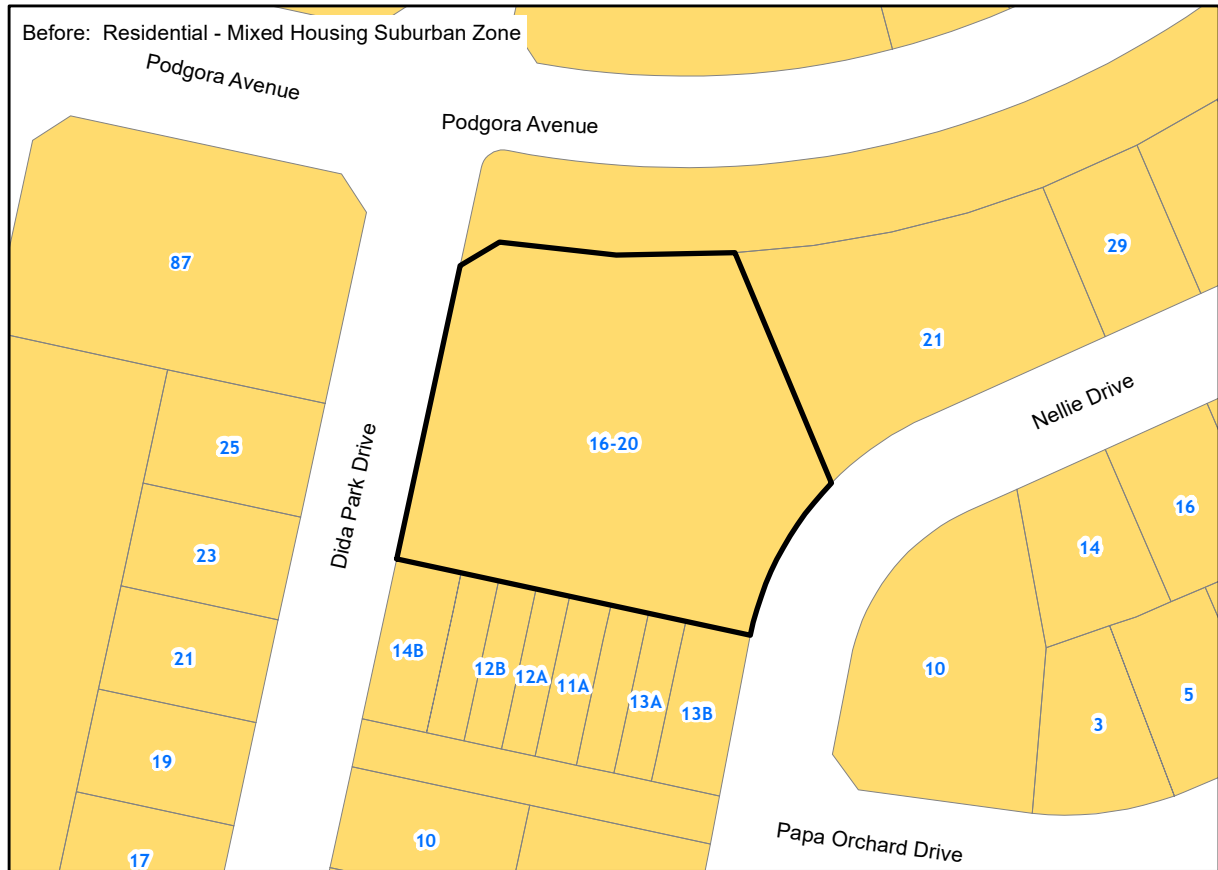 Before: Residential - Mixed Housing Suburban Zone
Podgora Avenue
Podgora Avenue
87
29
21
Nellie Drive
25
16-20
Dida Park Drive
16
23
14
21
14B
12B
12A
11A
13A
13B
10
5
3
19
10
Papa Orchard Drive
17